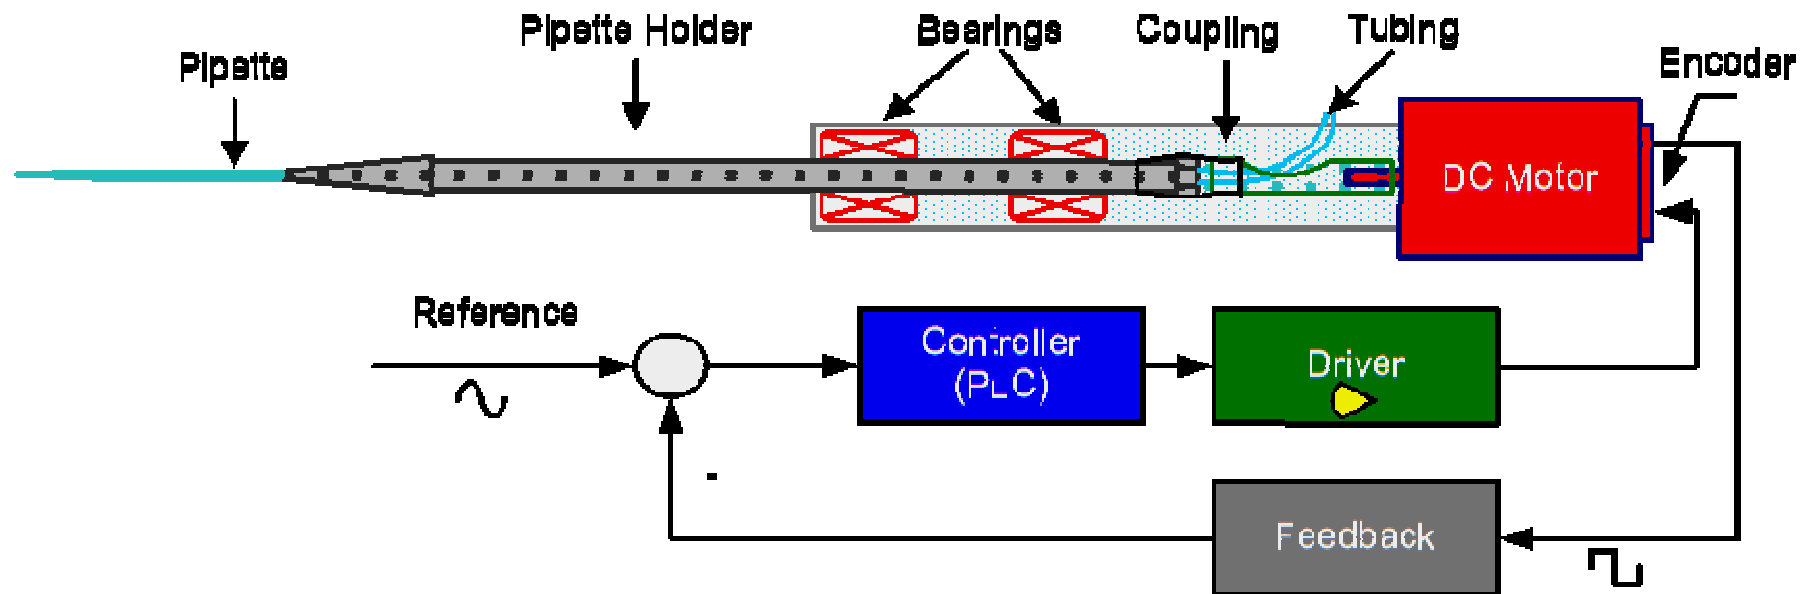 Pipette
Pipette Holder
Bearings
Coupling
Tubing
Encoder
DC Motor
Reference
Controller
(PLC)
Driver
-
Feedback